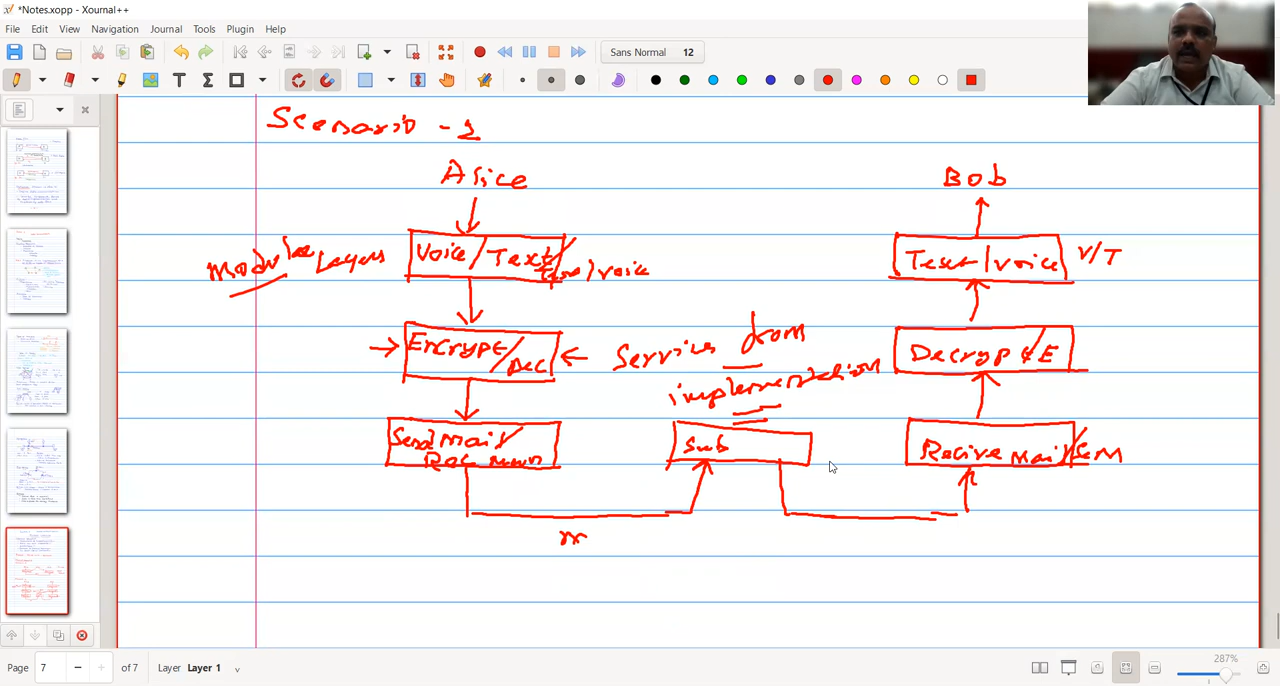 *Notes.xopp - Xournal++
File Edit View Navigation Journal Tools Plugin Help
Sans Normal 12
Scenario - 2
Alice
Bob
Modular Layers
Voice/Text/
Text/voice
Text/voice
V/T
Encrypt/
Dec
Services from
implementation
Decrypt/E
Send Mail/
Rec
Sub
Recive Mail/SM
m
Page 7 of 7 Layer Layer 1
287%